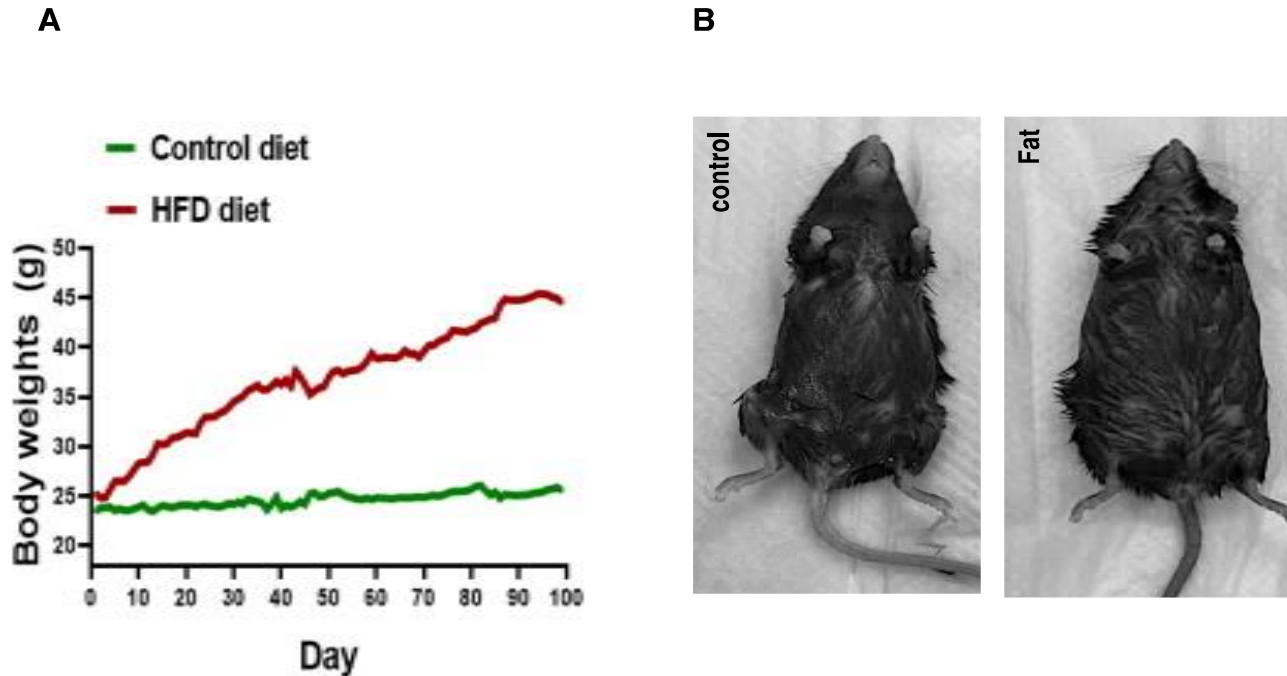 A
B
Control diet
HFD diet
control
Fat
Body weights (g)
50
45
40
35
30
25
20
0 10 20 30 40 50 60 70 80 90 100
Day